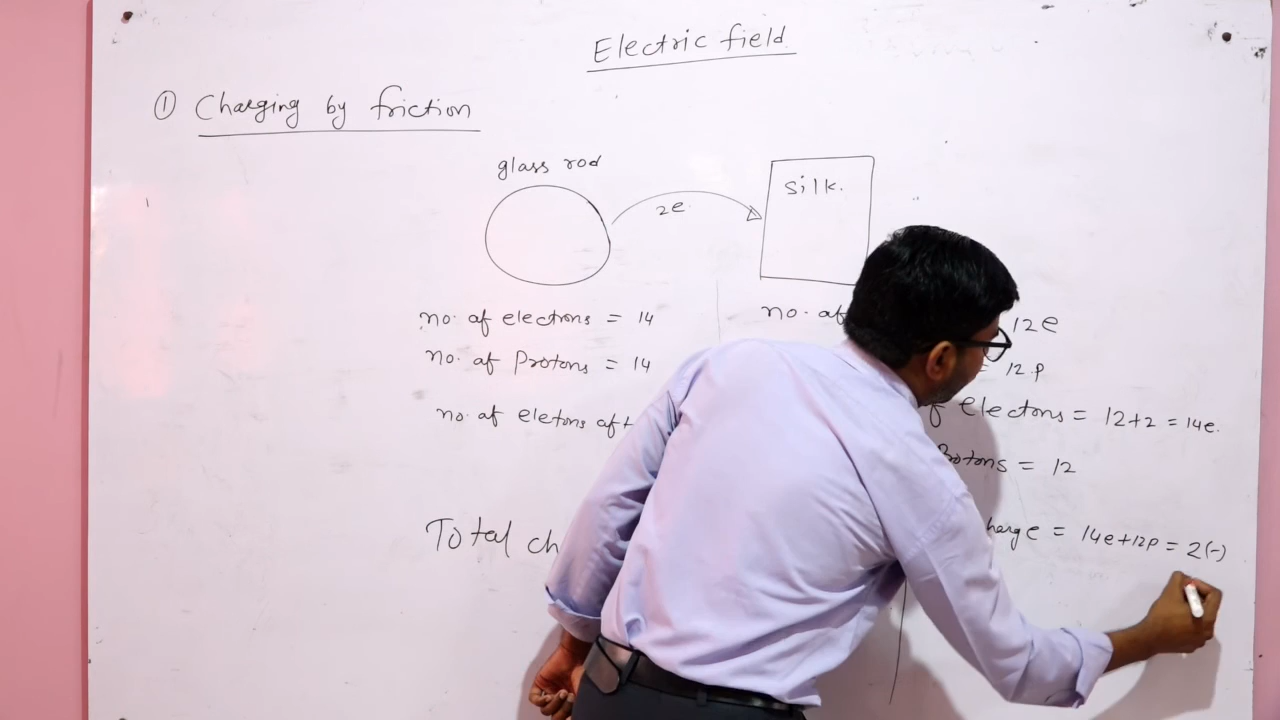 Electric field
① Charging by friction
glass rod
2e
silk.
no. of electrons = 14
no. of Protons = 14
no. of eletons aft
Total ch
no. of 12e
= 12 p
of electons = 12+2 = 14e.
Protons = 12
harge = 14e+12p = 2(-)